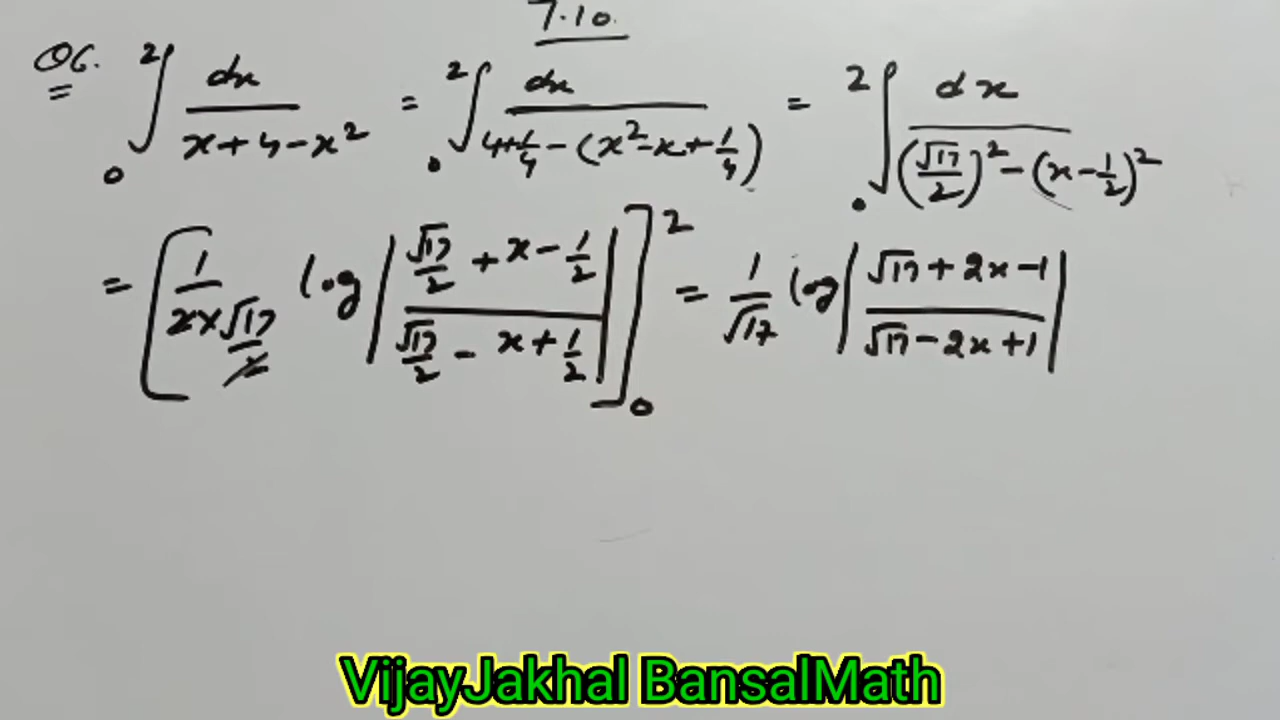 7.10
Q6. ∫₀² dx/(x+4-x²) = ∫₀² dx/(4+1/4-(x²-x+1/4)) = ∫₀² dx/((√17/2)²-(x-1/2)²)
= [1/(2×√17/2) log|(√17/2+x-1/2)/(√17/2-x+1/2)|]₀² = 1/√17 log|(√17+2x-1)/(√17-2x+1)|
VijayJakhal BansalMath